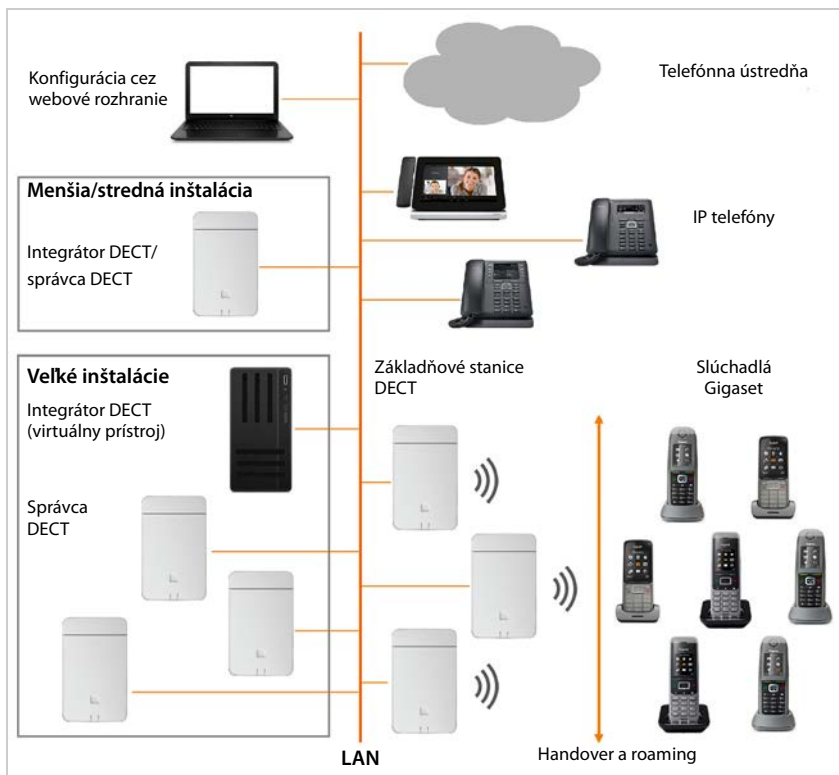 Konfigurácia cez
webové rozhranie
Telefónna ústredňa
Menšia/stredná inštalácia
Integrátor DECT/
správca DECT
IP telefóny
Veľké inštalácie
Integrátor DECT
(virtuálny prístroj)
Správca
DECT
Základňové stanice
DECT
Slúchadlá
Gigaset
LAN
Handover a roaming